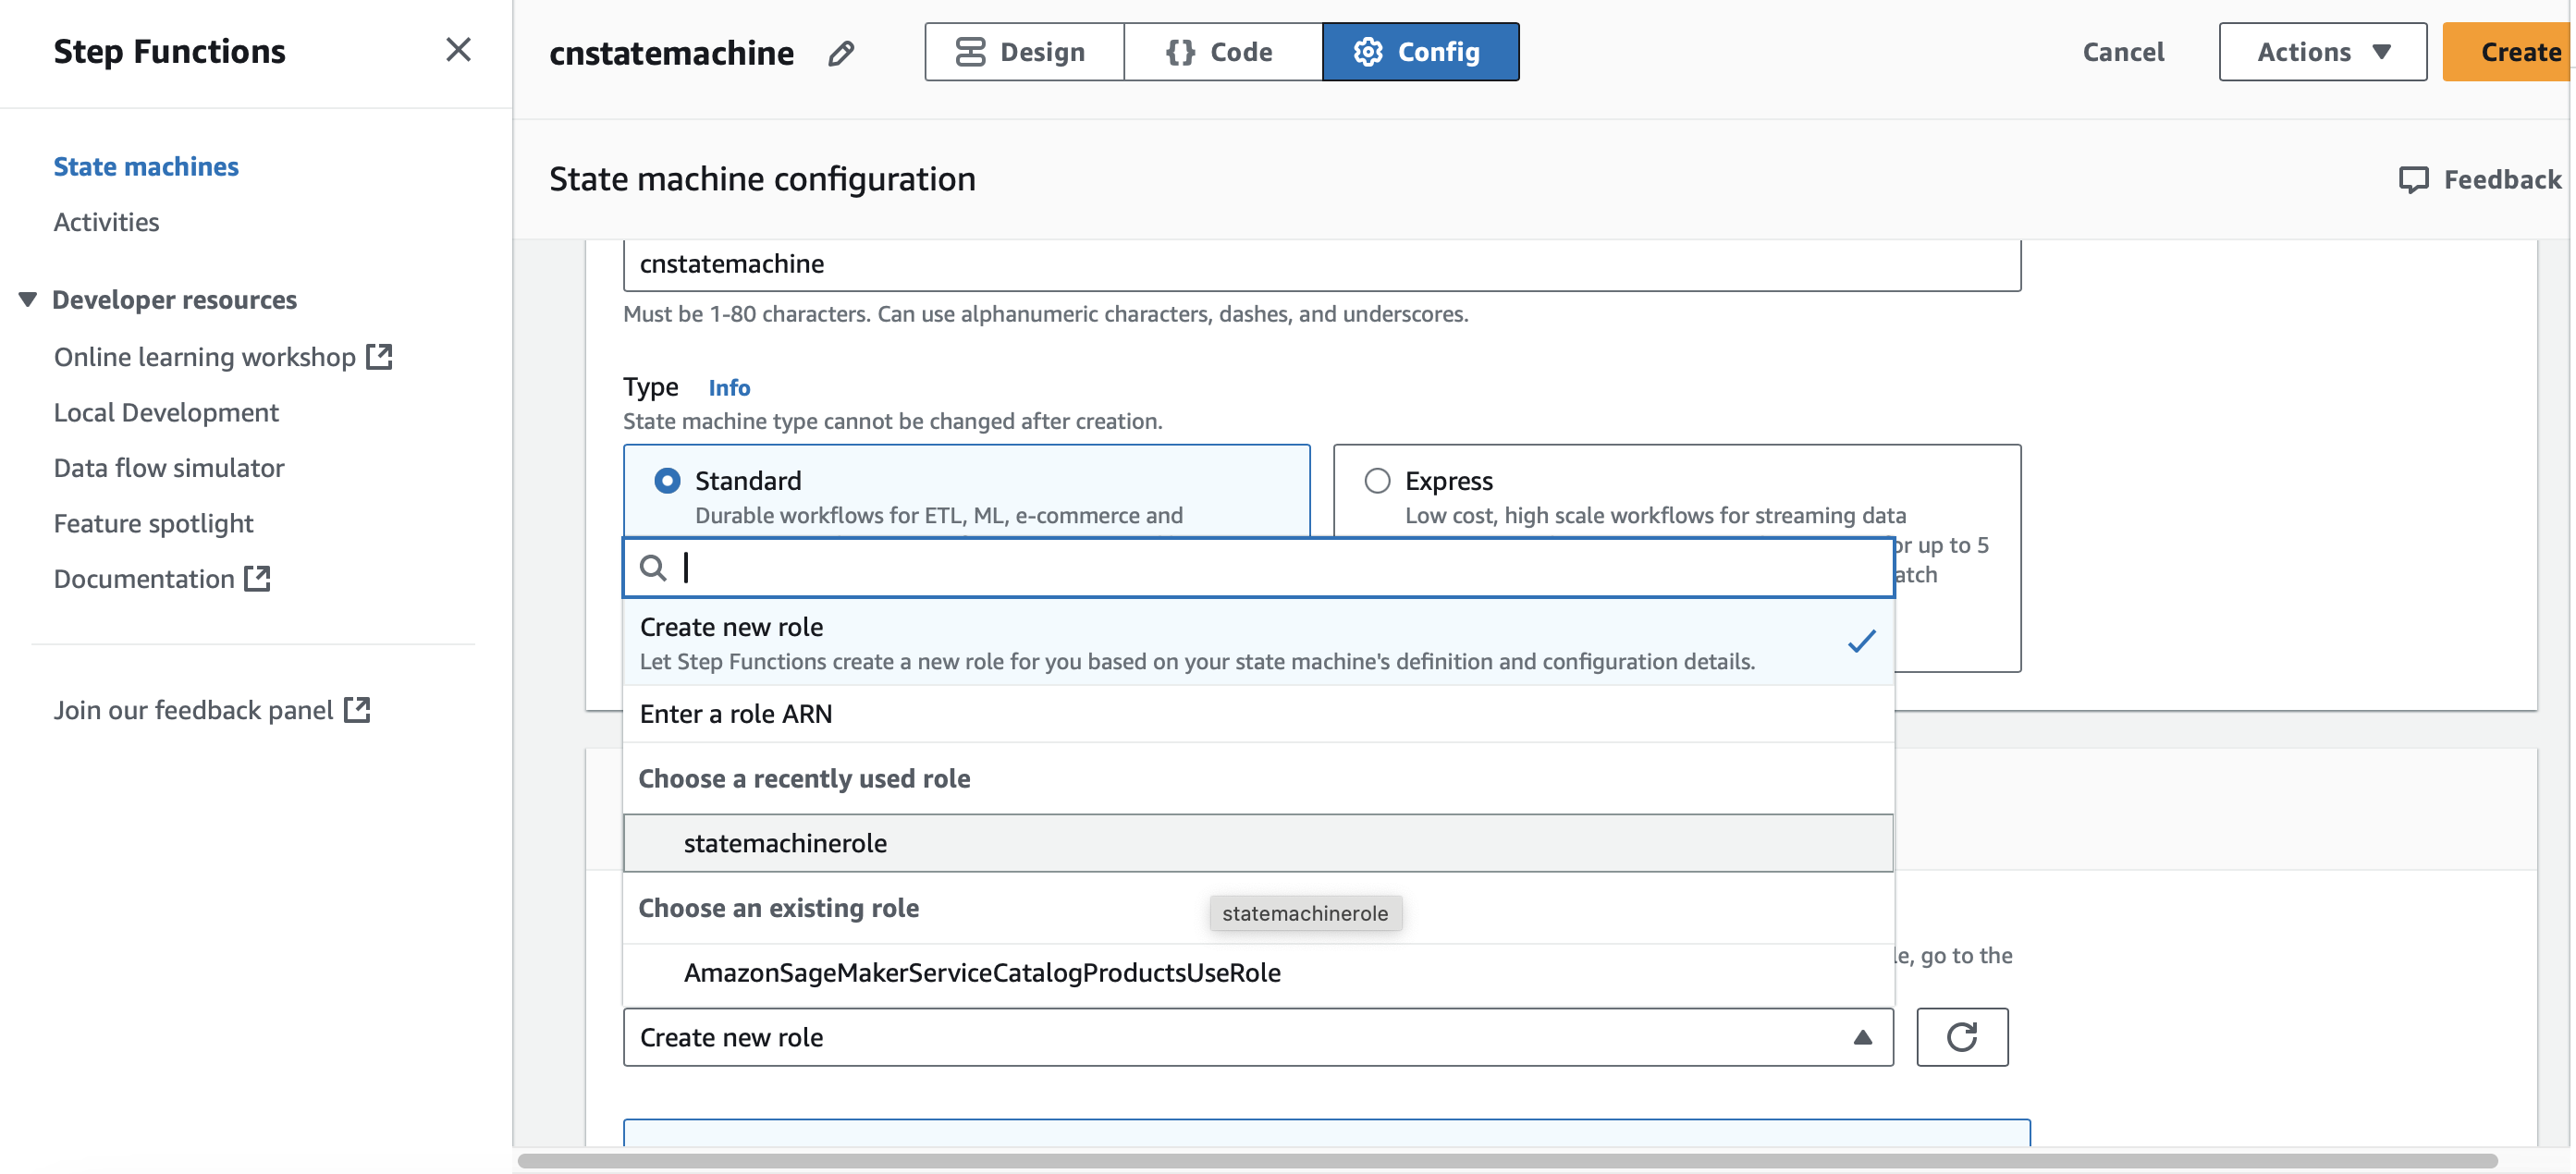 Step Functions
State machines
Activities
Developer resources
Online learning workshop
Local Development
Data flow simulator
Feature spotlight
Documentation
Join our feedback panel
cnstatemachine
Design
{} Code
Config
Cancel
Actions
Create
State machine configuration
Feedback
cnstatemachine
Must be 1-80 characters. Can use alphanumeric characters, dashes, and underscores.
Type Info
State machine type cannot be changed after creation.
Standard
Durable workflows for ETL, ML, e-commerce and
Express
Low cost, high scale workflows for streaming data
or up to 5
atch
Create new role
Let Step Functions create a new role for you based on your state machine's definition and configuration details.
Enter a role ARN
Choose a recently used role
statemachinerole
Choose an existing role
statemachinerole
AmazonSageMakerServiceCatalogProductsUseRole
le, go to the
Create new role